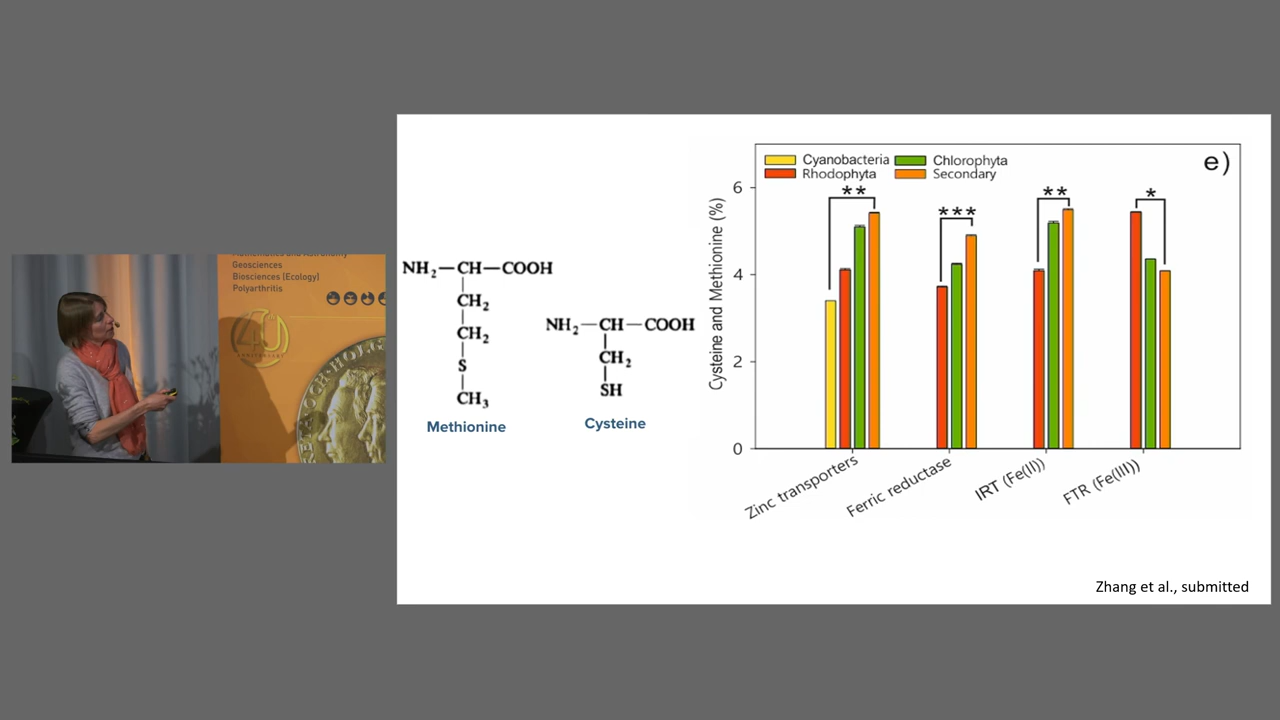 Mathematics and Astronomy
Geosciences
Biosciences (Ecology)
Polyarthritis
ANNIVERSARY
NH2—CH—COOH
CH2
CH2
S
CH3
Methionine
NH2—CH—COOH
CH2
SH
Cysteine
e)
Cyanobacteria
Chlorophyta
Rhodophyta
Secondary
Cysteine and Methionine (%)
6
4
2
0
**
***
**
*
Zinc transporters
Ferric reductase
IRT (Fe(II))
FTR (Fe(III))
Zhang et al., submitted